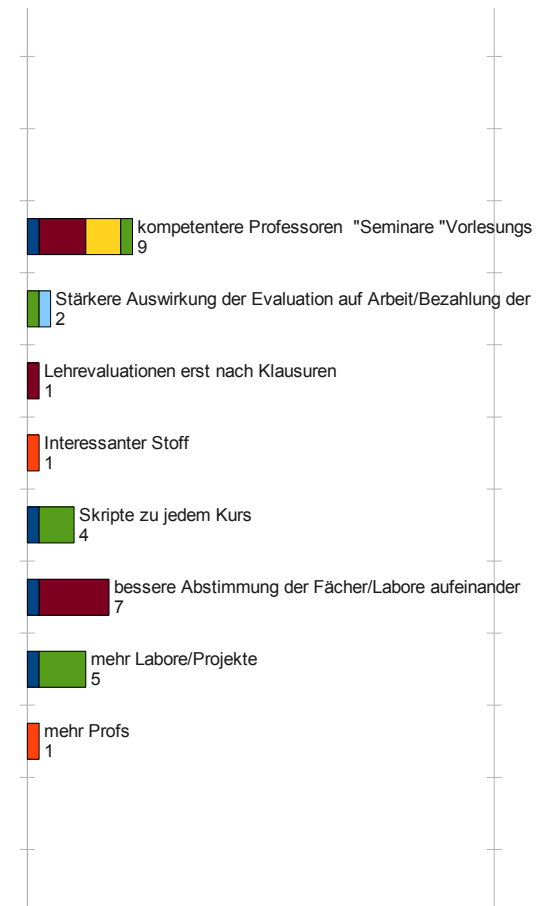 kompetentere Professoren "Seminare "Vorlesungs
9
Stärkere Auswirkung der Evaluation auf Arbeit/Bezahlung der
2
Lehrevaluationen erst nach Klausuren
1
Interessanter Stoff
1
Skripte zu jedem Kurs
4
bessere Abstimmung der Fächer/Labore aufeinander
7
mehr Labore/Projekte
5
mehr Profs
1